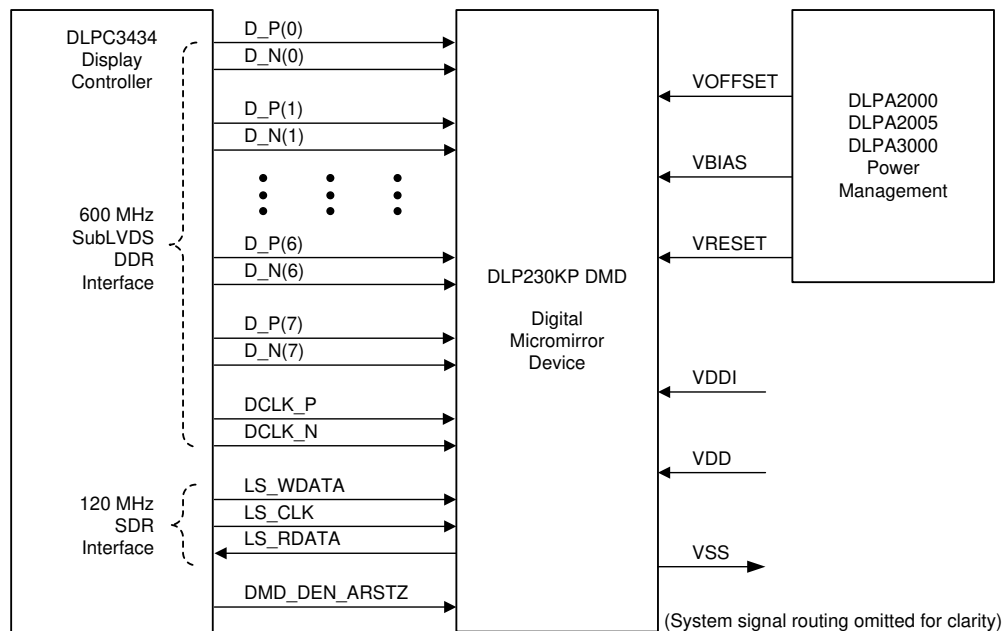 DLPC3434
Display
Controller
600 MHz
SubLVDS
DDR
Interface
120 MHz
SDR
Interface
D_P(0)
D_N(0)
D_P(1)
D_N(1)
D_P(6)
D_N(6)
D_P(7)
D_N(7)
DCLK_P
DCLK_N
LS_WDATA
LS_CLK
LS_RDATA
DMD_DEN_ARSTZ
DLP230KP DMD
Digital
Micromirror
Device
VOFFSET
VBIAS
VRESET
VDDI
VDD
VSS
DLPA2000
DLPA2005
DLPA3000
Power
Management
(System signal routing omitted for clarity)